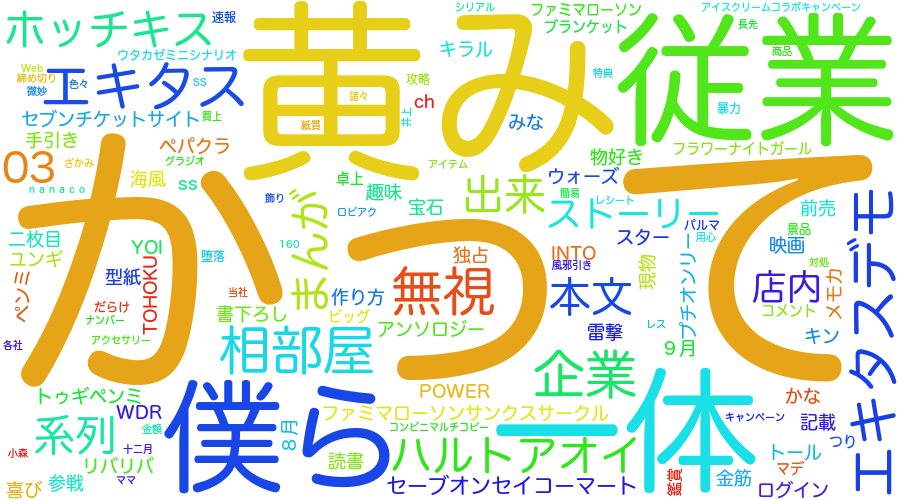 ホッチキス
速報
黄み
シリアル
ファミマローソン
ブランケット
従業
アイスクリームコラボキャンペーン
長先
商品
ウタカゼミニシナリオ
Web
締め切り
微妙
色々
エキタス
ss
キラル
攻略
特典
諸々
ch
暴力
セブンチケットサイト
買上
紙質
井上
みな
手引き
ペパクラ
フラワーナイトガール
03
ざかみ
グラジオ
アイテム
物好き
かって
nanaco
海風
ss
飾り
卓上
趣味
出来
ウォーズ
簡易
レシート
まんが
ロビアク
宝石
ストーリー
前売
二枚目
YOI
160
スター
パルマ
用心
景品
映画
エキタスデモ
ユンギ
堕落
独占
INTO
風邪引き
現物
プチオンリー
対処
ペンミ
型紙
TOHOKU
当社
作り方
無視
本文
店内
メモカ
だらけ
書下ろし
ビッグ
コメント
ナンバー
アンソロジー
雷撃
レス
キン
各社
アクセサリー
相部屋
9月
企業
一体
トゥギペンミ
僕ら
POWER
かな
WDR
ファミマローソンサンクスサークル
キャンペーン
記載
系列
金額
8月
コンビニマルチコピー
つり
小森
十二月
リバリバ
読書
ハルトアオイ
トール
ママ
マデ
喜び
参戦
セーブオンセイコーマート
鑑賞
金筋
ログイン